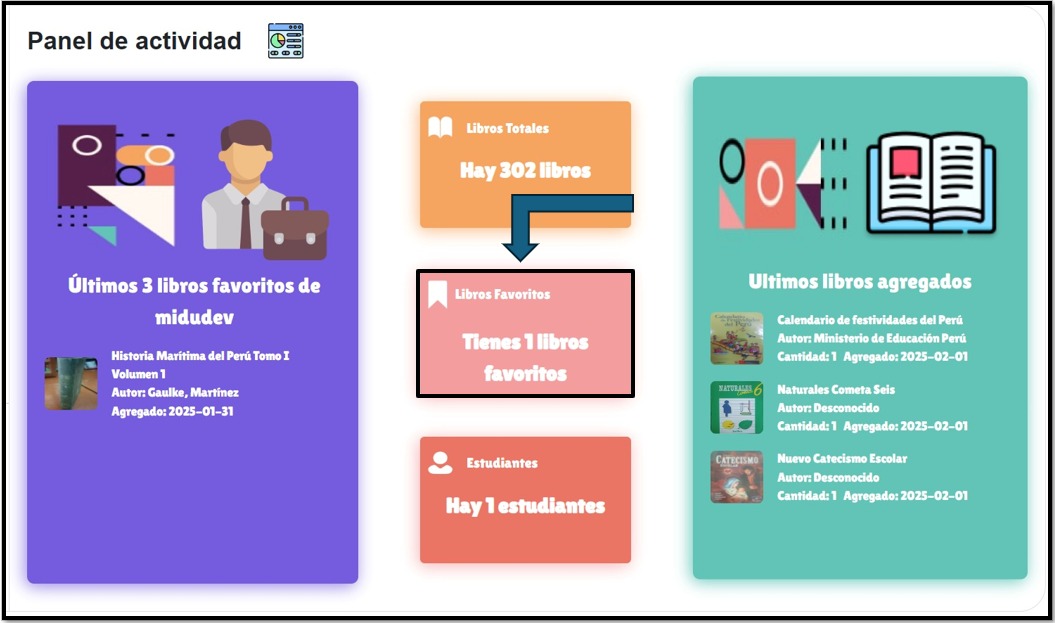 Panel de actividad
Últimos 3 libros favoritos de
midudev
Historia Marítima del Perú Tomo I
Volumen 1
Autor: Gaulke, Martínez
Agregado: 2025-01-31
Libros Totales
Hay 302 libros
Libros Favoritos
Tienes 1 libros
favoritos
Estudiantes
Hay 1 estudiantes
Ultimos libros agregados
Calendario de festividades del Perú
Autor: Ministerio de Educación Perú
Cantidad: 1 Agregado: 2025-02-01
NATURALES 6
Naturales Cometa Seis
Autor: Desconocido
Cantidad: 1 Agregado: 2025-02-01
CATECISMO
Nuevo Catecismo Escolar
Autor: Desconocido
Cantidad: 1 Agregado: 2025-02-01